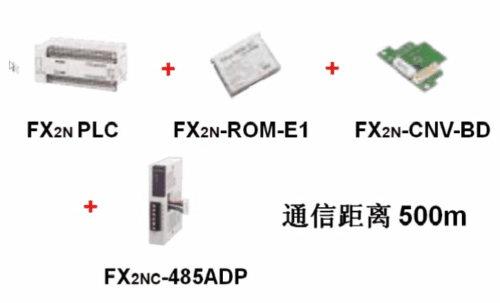 +
+
FX2N PLC
FX2N-ROM-E1
FX2N-CNV-BD
+
通信距离 500m
FX2NC-485ADP